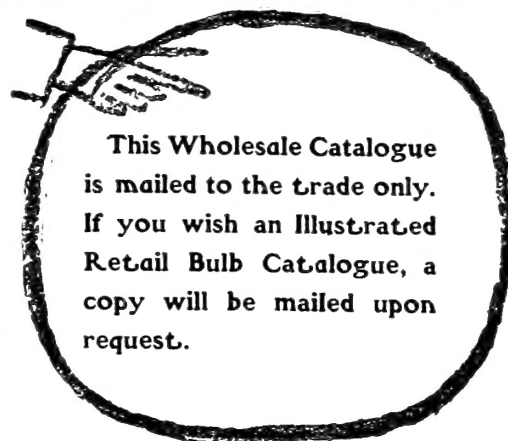 This Wholesale Catalogue
is mailed to the trade only.
If you wish an Illustrated
Retail Bulb Catalogue, a
copy will be mailed upon
request.